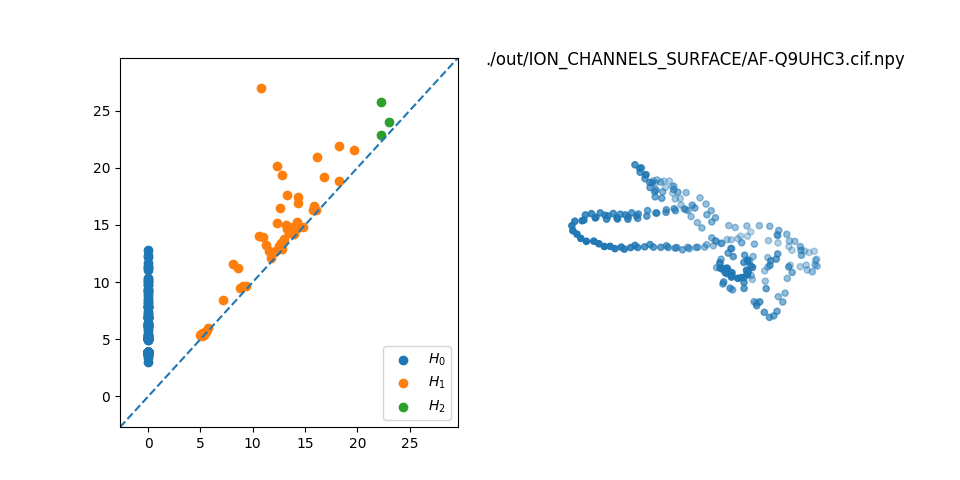 ./out/ION_CHANNELS_SURFACE/AF-Q9UHC3.cif.npy
25
20
15
10
5
0
H₀
H₁
H₂
0 5 10 15 20 25